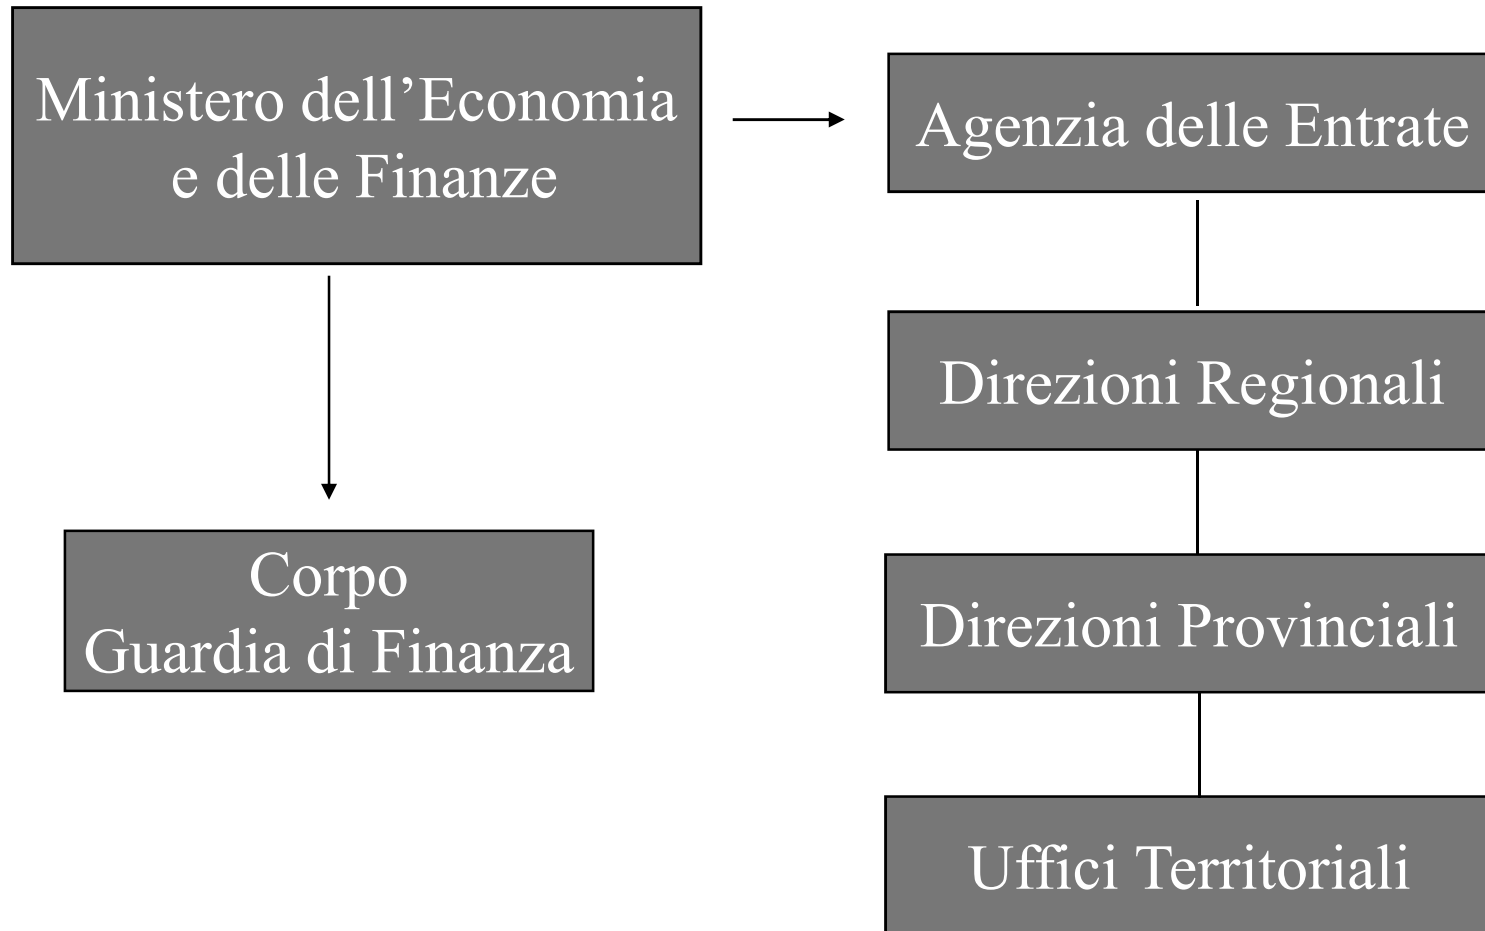 Ministero dell’Economia
e delle Finanze
Agenzia delle Entrate
Direzioni Regionali
Corpo
Guardia di Finanza
Direzioni Provinciali
Uffici Territoriali